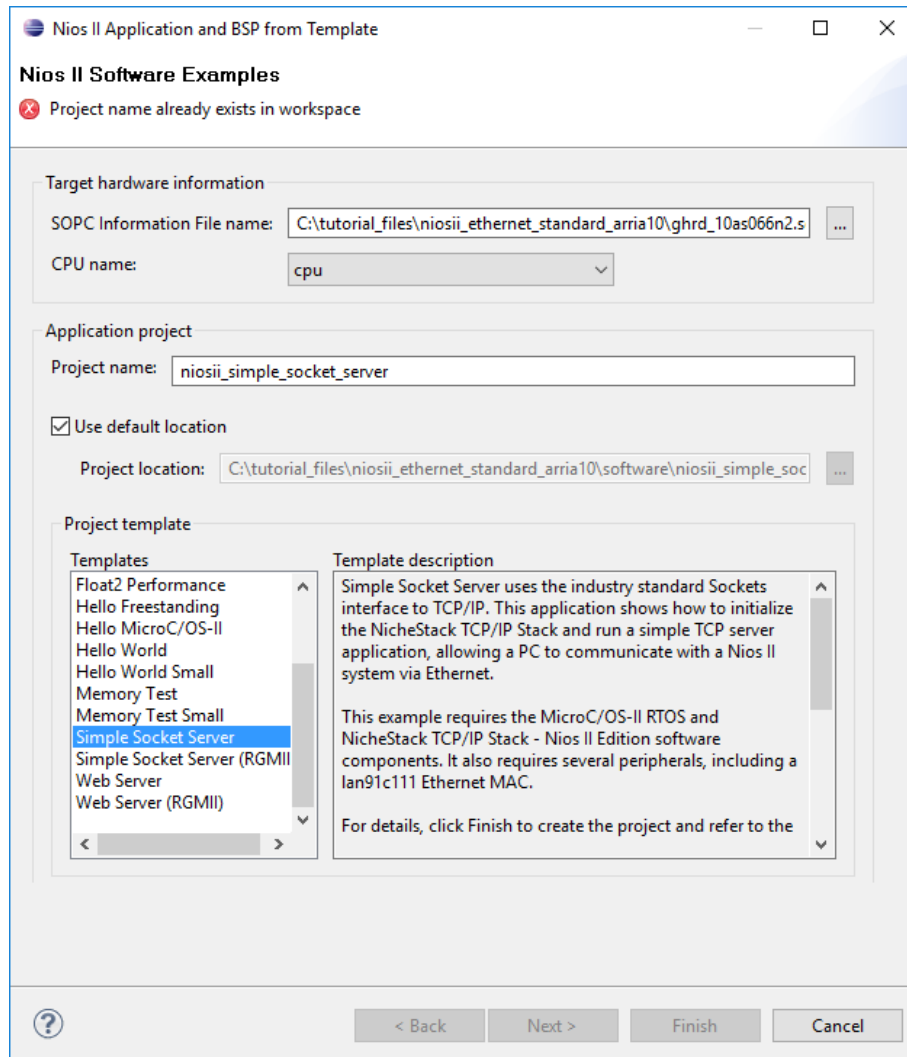 Nios II Application and BSP from Template
Nios II Software Examples
Project name already exists in workspace
Target hardware information
SOPC Information File name: C:\tutorial_files\niosii_ethernet_standard_arria10\ghrd_10as066n2.s ...
CPU name: cpu
Application project
Project name: niosii_simple_socket_server
Use default location
Project location: C:\tutorial_files\niosii_ethernet_standard_arria10\software\niosii_simple_soc ...
Project template
Templates
Float2 Performance
Hello Freestanding
Hello MicroC/OS-II
Hello World
Hello World Small
Memory Test
Memory Test Small
Simple Socket Server
Simple Socket Server (RGMII
Web Server
Web Server (RGMII)
Template description
Simple Socket Server uses the industry standard Sockets
interface to TCP/IP. This application shows how to initialize
the NicheStack TCP/IP Stack and run a simple TCP server
application, allowing a PC to communicate with a Nios II
system via Ethernet.
This example requires the MicroC/OS-II RTOS and
NicheStack TCP/IP Stack - Nios II Edition software
components. It also requires several peripherals, including a
lan91c111 Ethernet MAC.
For details, click Finish to create the project and refer to the
? < Back Next > Finish Cancel